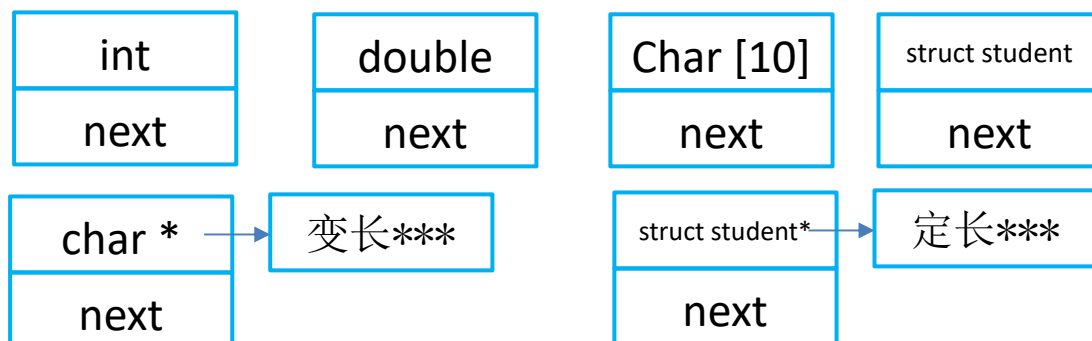 int
double
Char [10]
struct student
next
next
next
next
char *
变长***
struct student*
定长***
next
next